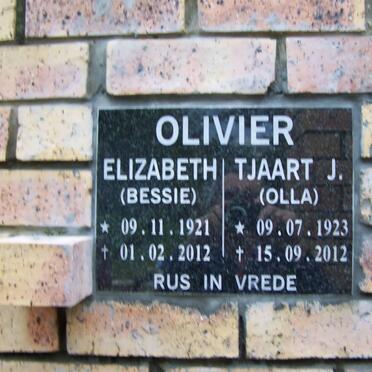 OLIVIER
ELIZABETH | TJAART J.
(BESSIE) | (OLLA)
★ 09.11.1921 | ★ 09.07.1923
† 01.02.2012 | † 15.09.2012
RUS IN VREDE